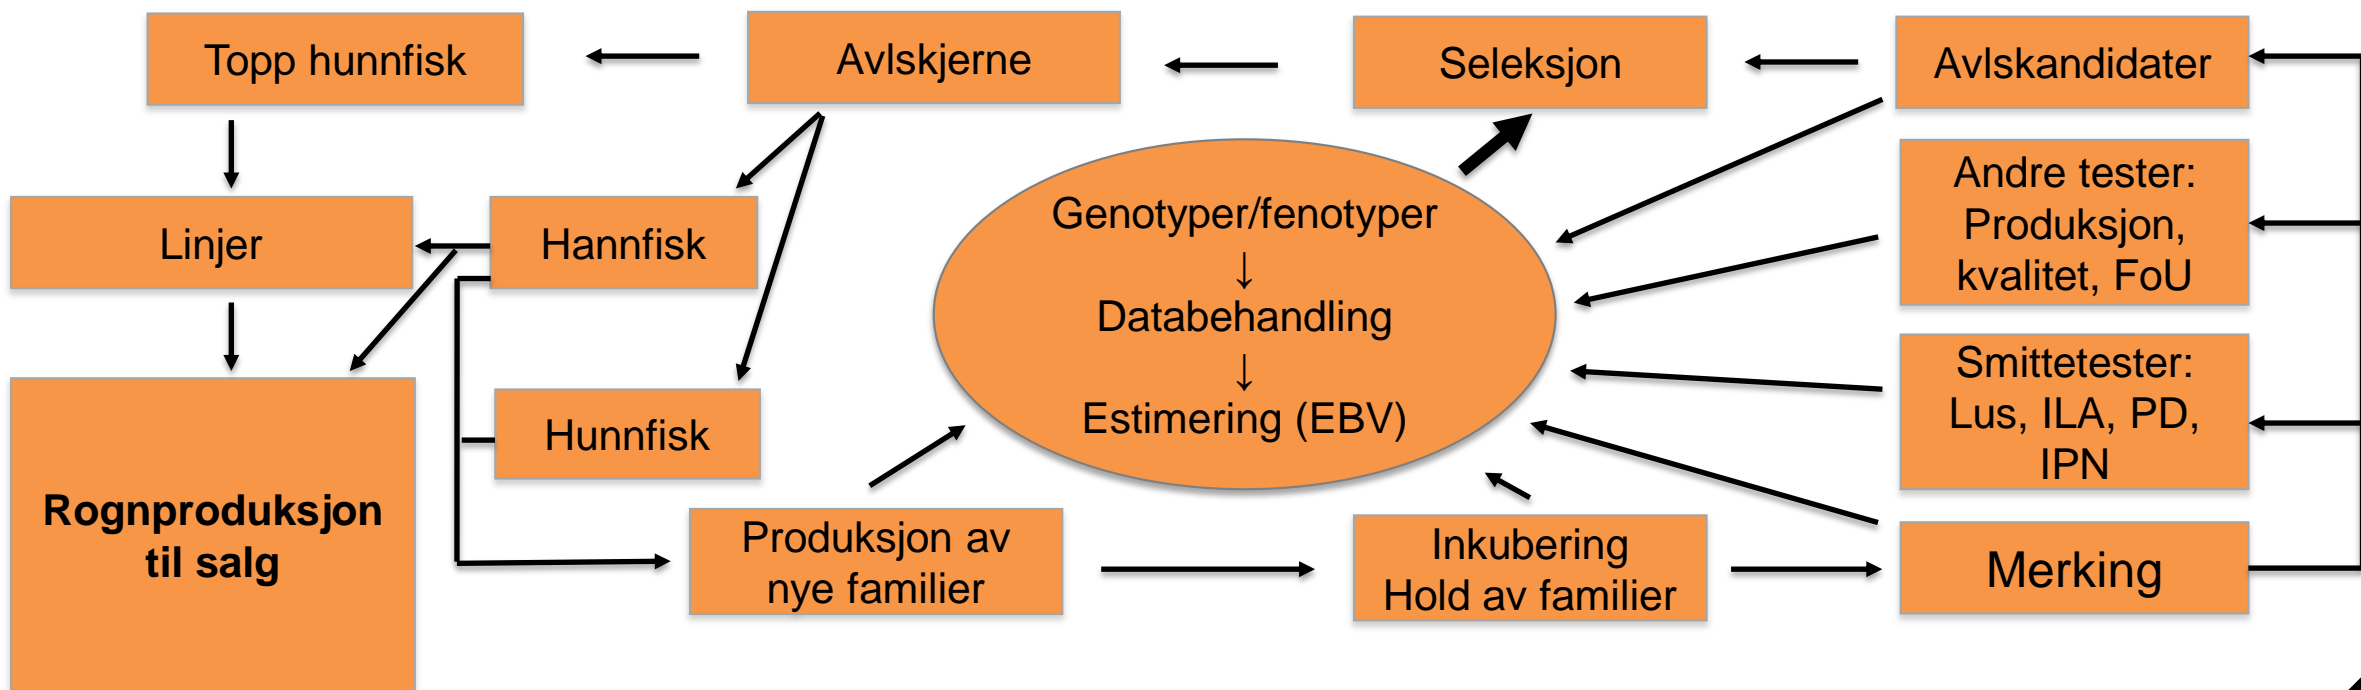 Topp hunnfisk
Avlskjerne
Seleksjon
Avlskandidater
Linjer
Hannfisk
Genotyper/fenotyper
↓
Databehandling
↓
Estimering (EBV)
Andre tester:
Produksjon,
kvalitet, FoU
Smittetester:
Lus, ILA, PD,
IPN
Hunnfisk
Rognproduksjon
til salg
Produksjon av
nye familier
Inkubering
Hold av familier
Merking